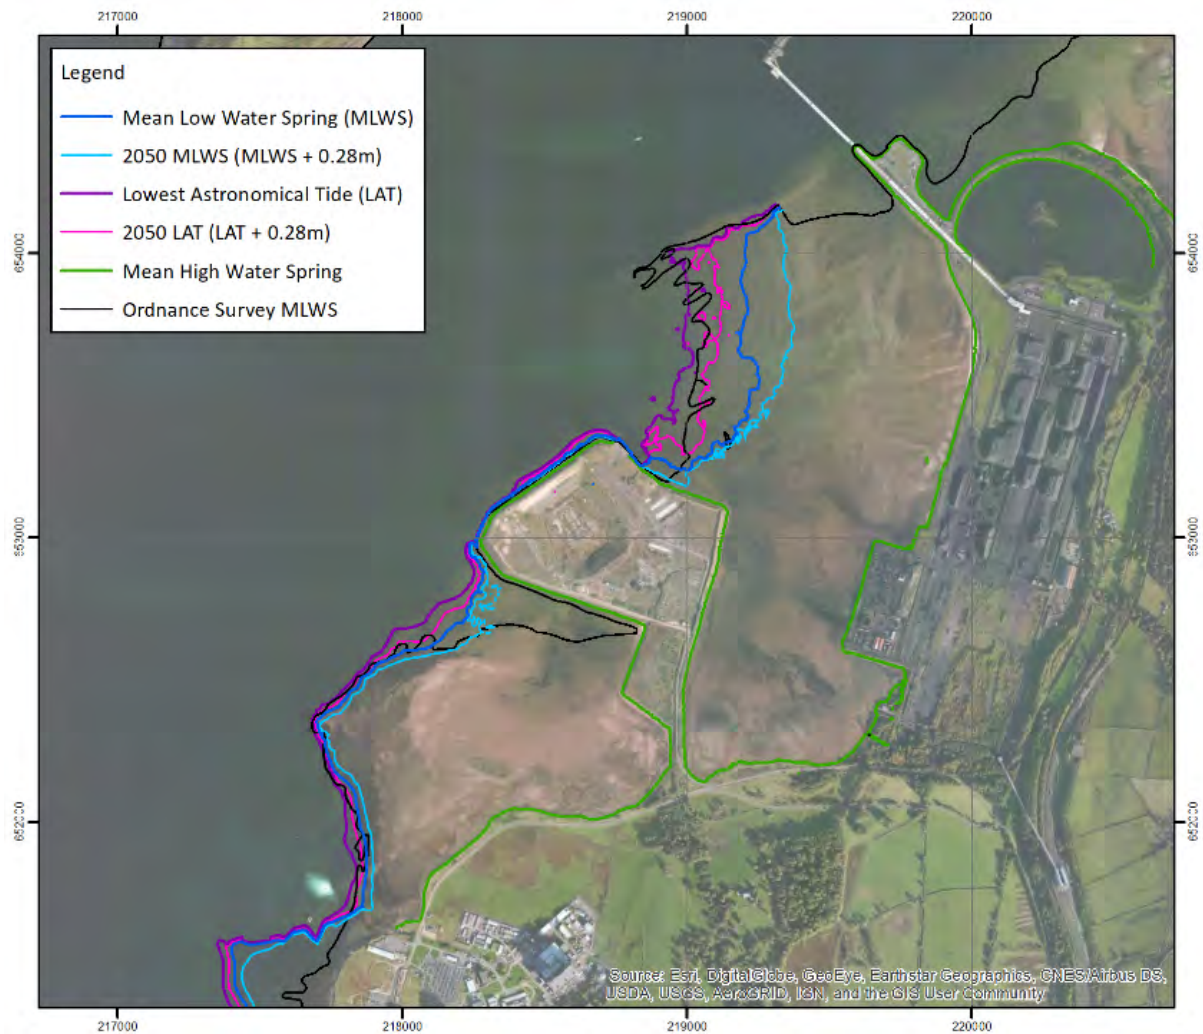 217000 218000 219000 220000
Legend
Mean Low Water Spring (MLWS)
2050 MLWS (MLWS + 0.28m)
Lowest Astronomical Tide (LAT)
2050 LAT (LAT + 0.28m)
Mean High Water Spring
Ordnance Survey MLWS
654000 654000
653000 653000
652000 652000
Source: Esri, DigitalGlobe, GeoEye, Earthstar Geographics, CNES/Airbus DS,
USDA, USGS, AeroGRID, IGN, and the GIS User Community
217000 218000 219000 220000